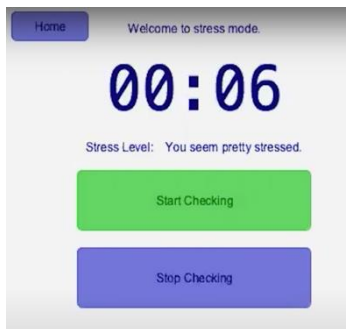 Home
Welcome to stress mode.
00:06
Stress Level: You seem pretty stressed.
Start Checking
Stop Checking